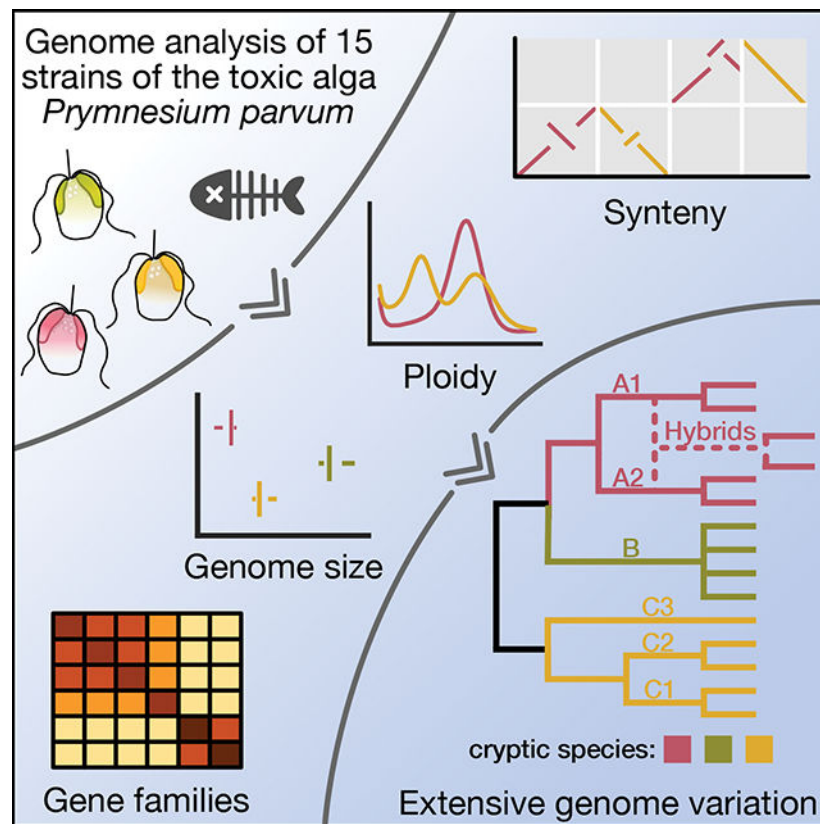 Genome analysis of 15
strains of the toxic alga
Prymnesium parvum
Synteny
Ploidy
Genome size
Gene families
A1
Hybrids
A2
B
C3
C2
C1
cryptic species:
Extensive genome variation